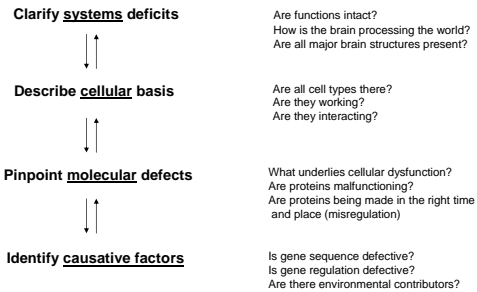 Clarify systems deficits
Are functions intact?
How is the brain processing the world?
Are all major brain structures present?
Describe cellular basis
Are all cell types there?
Are they working?
Are they interacting?
Pinpoint molecular defects
What underlies cellular dysfunction?
Are proteins malfunctioning?
Are proteins being made in the right time
and place (misregulation)
Identify causative factors
Is gene sequence defective?
Is gene regulation defective?
Are there environmental contributors?